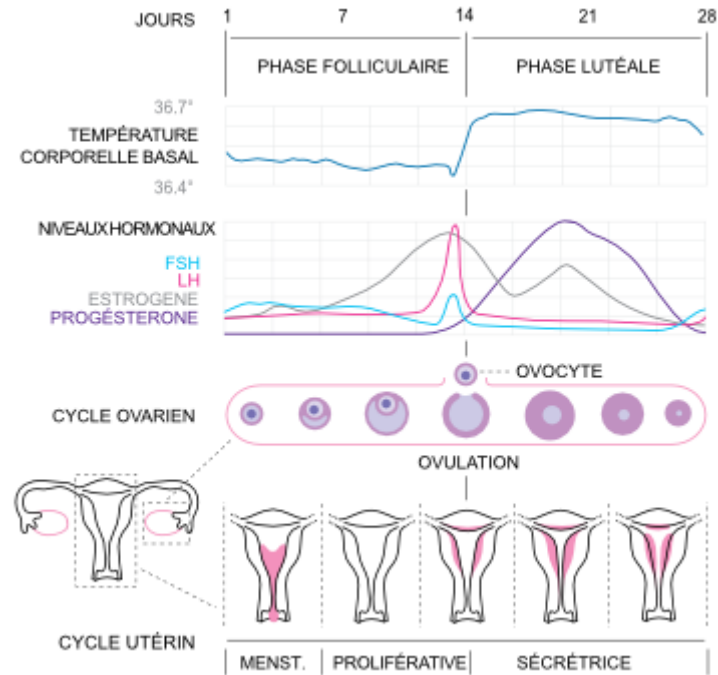 JOURS 1 7 14 21 28
PHASE FOLLICULAIRE PHASE LUTÉALE
36.7°
TEMPÉRATURE
CORPORELLE BASAL
36.4°
NIVEAUX HORMONAUX
FSH
LH
ESTROGENE
PROGÉSTERONE
OVOCYTE
CYCLE OVARIEN
OVULATION
CYCLE UTÉRIN
MENST. PROLIFÉRATIVE SÉCRÉTRICE